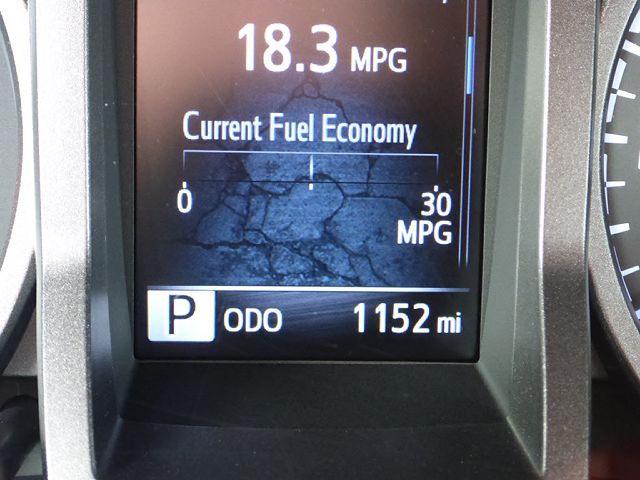 18.3 MPG
Current Fuel Economy
0 30
MPG
P ODO 1152 mi